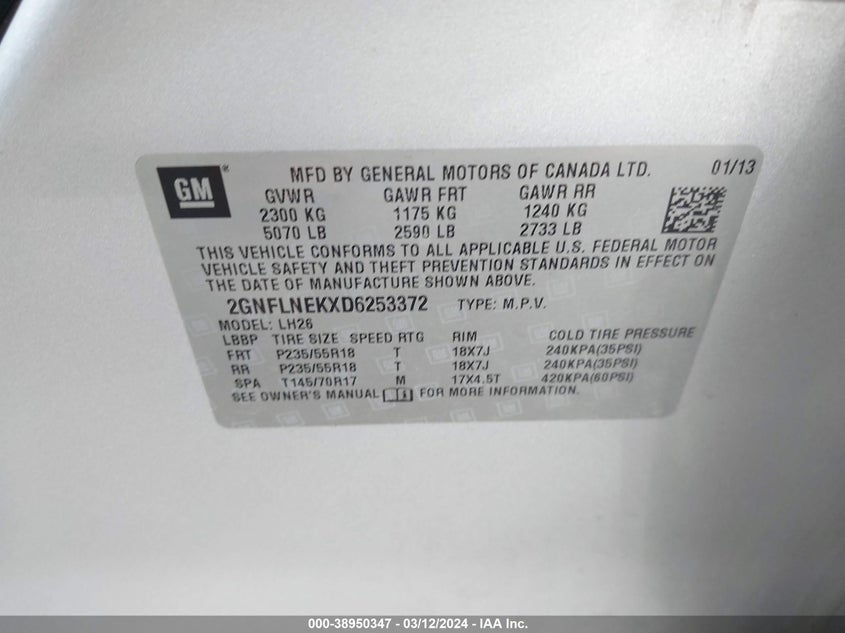 GM ® MFD BY GENERAL MOTORS OF CANADA LTD. 01/13
GVWR GAWR FRT GAWR RR
2300 KG 1175 KG 1240 KG
5070 LB 2590 LB 2733 LB
THIS VEHICLE CONFORMS TO ALL APPLICABLE U.S. FEDERAL MOTOR
VEHICLE SAFETY AND THEFT PREVENTION STANDARDS IN EFFECT ON
THE DATE OF MANUFACTURE SHOWN ABOVE.
2GNFLNEKXD6253372 TYPE: M.P.V.
MODEL: LH26
LBBP TIRE SIZE SPEED RTG RIM COLD TIRE PRESSURE
FRT P235/55R18 T 18X7J 240KPA(35PSI)
RR P235/55R18 T 18X7J 240KPA(35PSI)
SPA T145/70R17 M 17X4.5T 420KPA(60PSI)
SEE OWNER'S MANUAL FOR MORE INFORMATION.
000-38950347 - 03/12/2024 - IAA Inc.